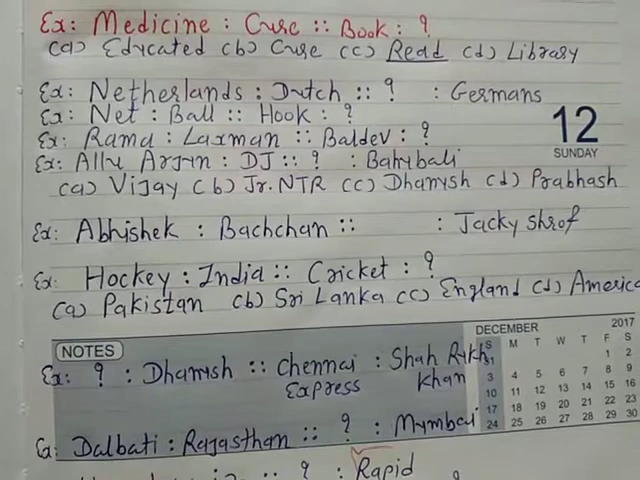 Ex: Medicine : Cure :: Book : ?
(a) Educated (b) Cure (c) Read (d) Library
Ex: Netherlands : Dutch :: ? : Germans
Ex: Net : Ball :: Hook : ?
Ex: Rama : Laxman :: Baldev : ?
Ex: Allu Arjun : DJ :: ? : Bahubali
(a) Vijay (b) Jr. NTR (c) Dhanush (d) Prabhash
Ex: Abhishek : Bachchan :: : Jacky Shrof
Ex: Hockey : India :: Cricket : ?
(a) Pakistan (b) Sri Lanka (c) England (d) America
Ex: ? : Dhanush :: Chennai Express : Shah Rukh Khan
Ex: Dalbati : Rajasthan :: ? : Mumbai
:: ? : Rapid
?
12
SUNDAY
NOTES
DECEMBER 2017
S M T W T F S
31 1 2
3 4 5 6 7 8 9
10 11 12 13 14 15 16
17 18 19 20 21 22 23
24 25 26 27 28 29 30